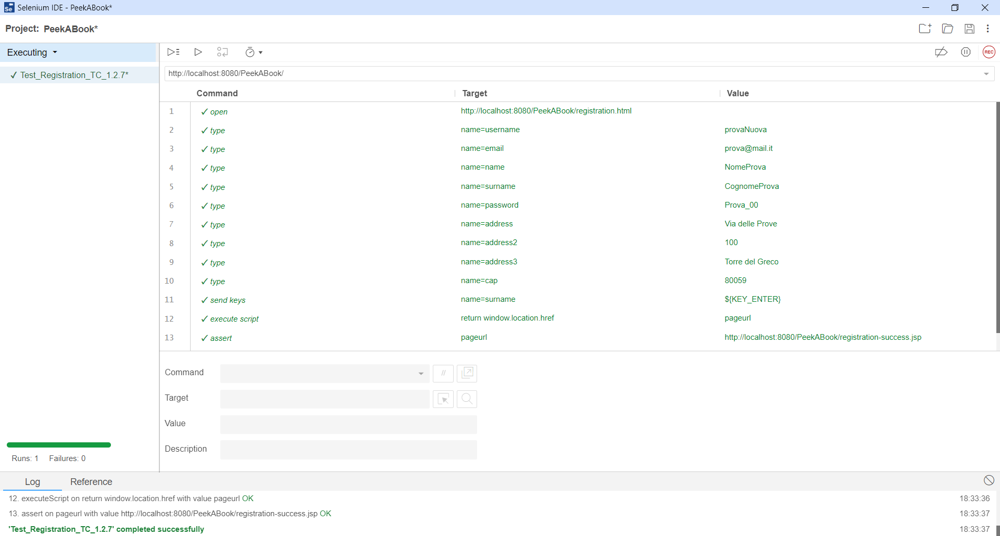 Selenium IDE - PeekABook*
Project: PeekABook*
Executing
REC
✓ Test_Registration_TC_1.2.7*
http://localhost:8080/PeekABook/
Command Target Value
1 ✓ open http://localhost:8080/PeekABook/registration.html
2 ✓ type name=username provaNuova
3 ✓ type name=email prova@mail.it
4 ✓ type name=name NomeProva
5 ✓ type name=surname CognomeProva
6 ✓ type name=password Prova_00
7 ✓ type name=address Via delle Prove
8 ✓ type name=address2 100
9 ✓ type name=address3 Torre del Greco
10 ✓ type name=cap 80059
11 ✓ send keys name=surname ${KEY_ENTER}
12 ✓ execute script return window.location.href pageurl
13 ✓ assert pageurl http://localhost:8080/PeekABook/registration-success.jsp
Command //
Target
Value
Description
Runs: 1 Failures: 0
Log Reference
12. executeScript on return window.location.href with value pageurl OK 18:33:36
13. assert on pageurl with value http://localhost:8080/PeekABook/registration-success.jsp OK 18:33:37
'Test_Registration_TC_1.2.7' completed successfully 18:33:37